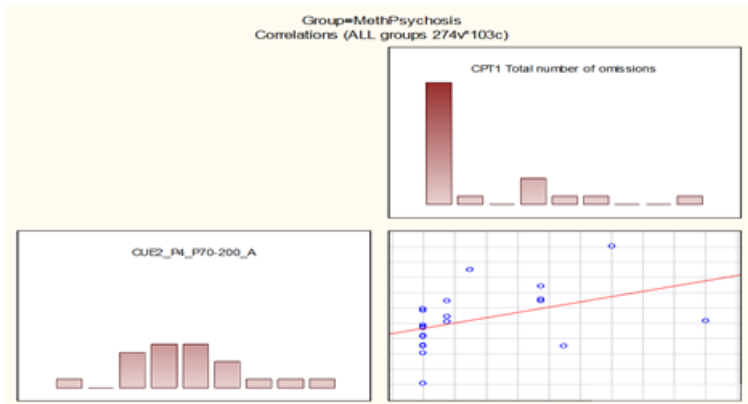 Group=MethPsychosis
Correlations (ALL groups 274v*103c)
CPT1 Total number of omissions
CUE2_P4_P70-200_A